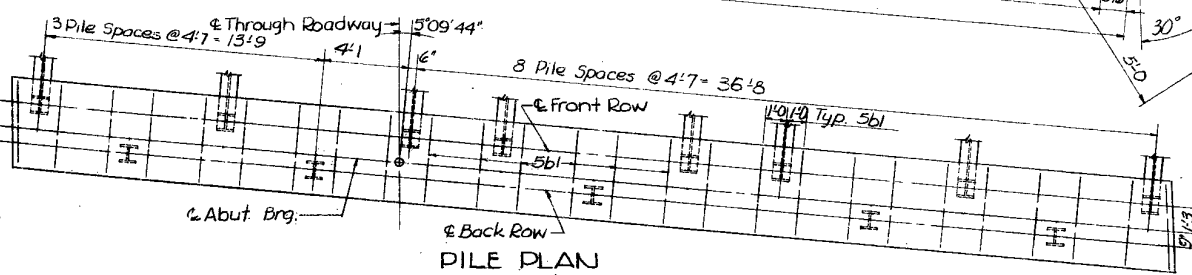 ℄ Through Roadway
5°09'44"
30°
3 Pile Spaces @ 4'-7 = 13'-9
4'-1
6"
8 Pile Spaces @ 4'-7 = 36'-8
5'-0
℄ Front Row
1'-0 1'-0 Typ. 5b1
5b1
℄ Abut. Brg.
℄ Back Row
1'-3
PILE PLAN